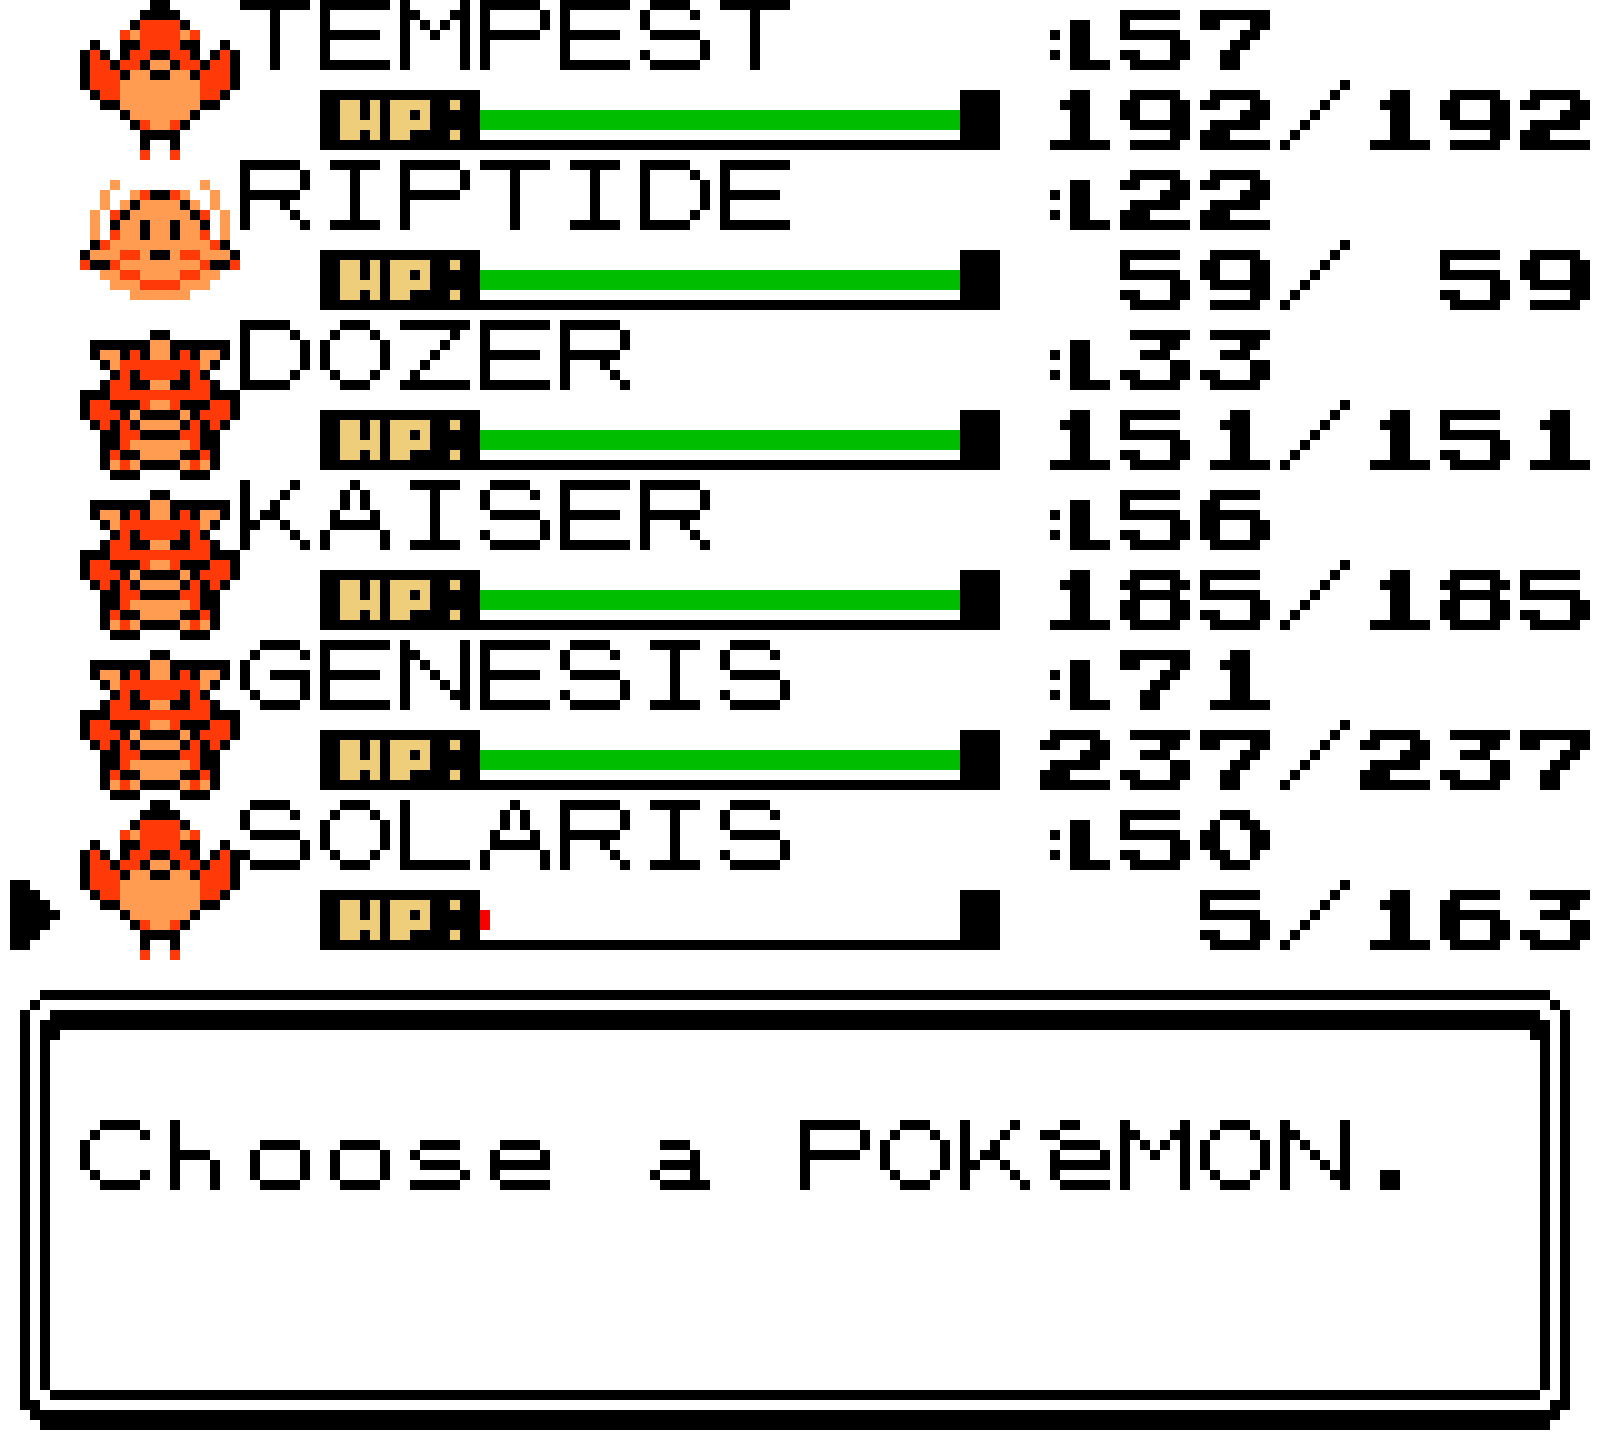 TEMPEST :L57
HP: 192/192
RIPTIDE :L22
HP: 59/ 59
DOZER :L33
HP: 151/151
KAISER :L56
HP: 185/185
GENESIS :L71
HP: 237/237
SOLARIS :L50
HP: 5/163
Choose a POKéMON.